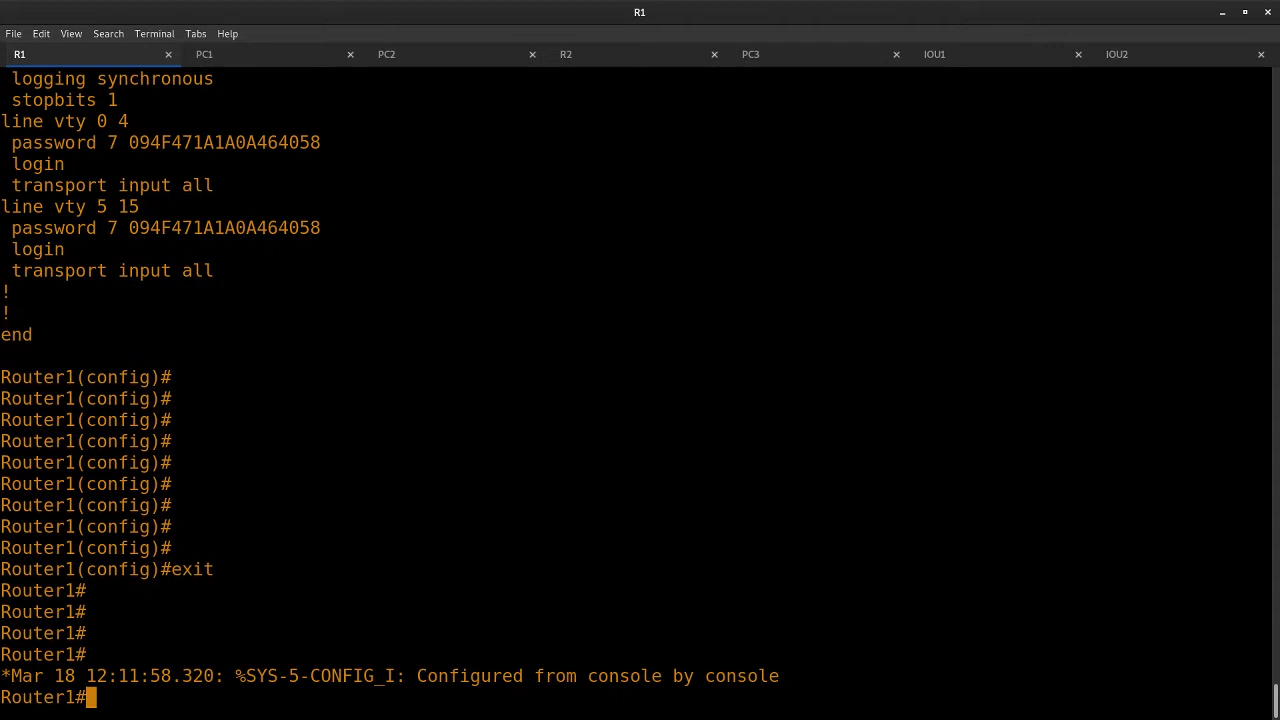 R1
File Edit View Search Terminal Tabs Help
R1 × PC1 × PC2 × R2 × PC3 × IOU1 × IOU2 ×
logging synchronous
stopbits 1
line vty 0 4
password 7 094F471A1A0A464058
login
transport input all
line vty 5 15
password 7 094F471A1A0A464058
login
transport input all
!
!
end
Router1(config)#
Router1(config)#
Router1(config)#
Router1(config)#
Router1(config)#
Router1(config)#
Router1(config)#
Router1(config)#
Router1(config)#
Router1(config)#exit
Router1#
Router1#
Router1#
Router1#
*Mar 18 12:11:58.320: %SYS-5-CONFIG_I: Configured from console by console
Router1#